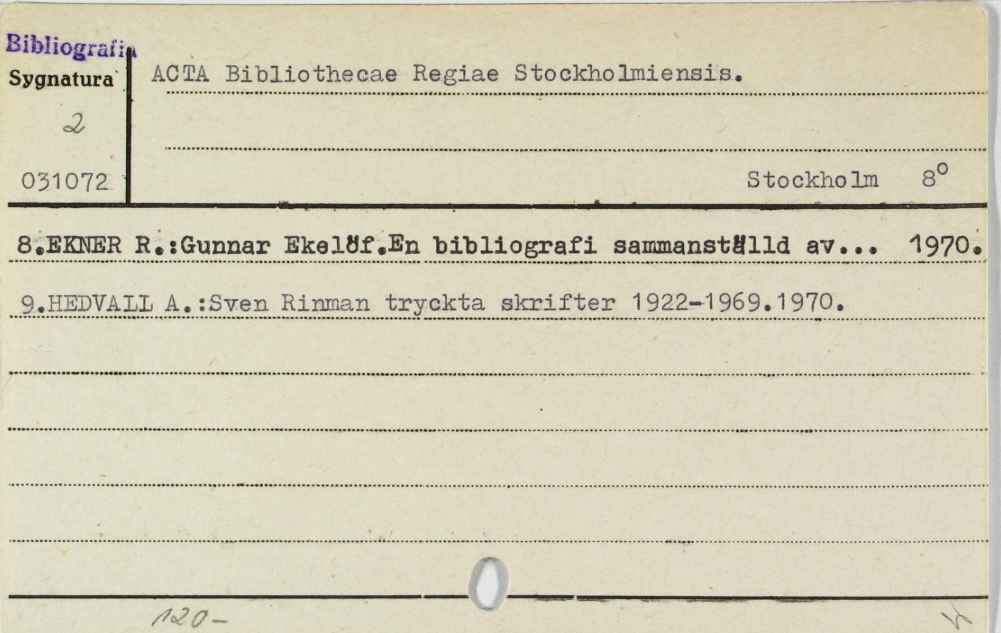 Bibliografia
Sygnatura
ACTA Bibliothecae Regiae Stockholmiensis.
2
031072
Stockholm 8º
8.EKNER R.:Gunnar Ekelöf.En bibliografi sammanställd av... 1970.
9.HEDVALL A.:Sven Rinman tryckta skrifter 1922-1969.1970.
120-